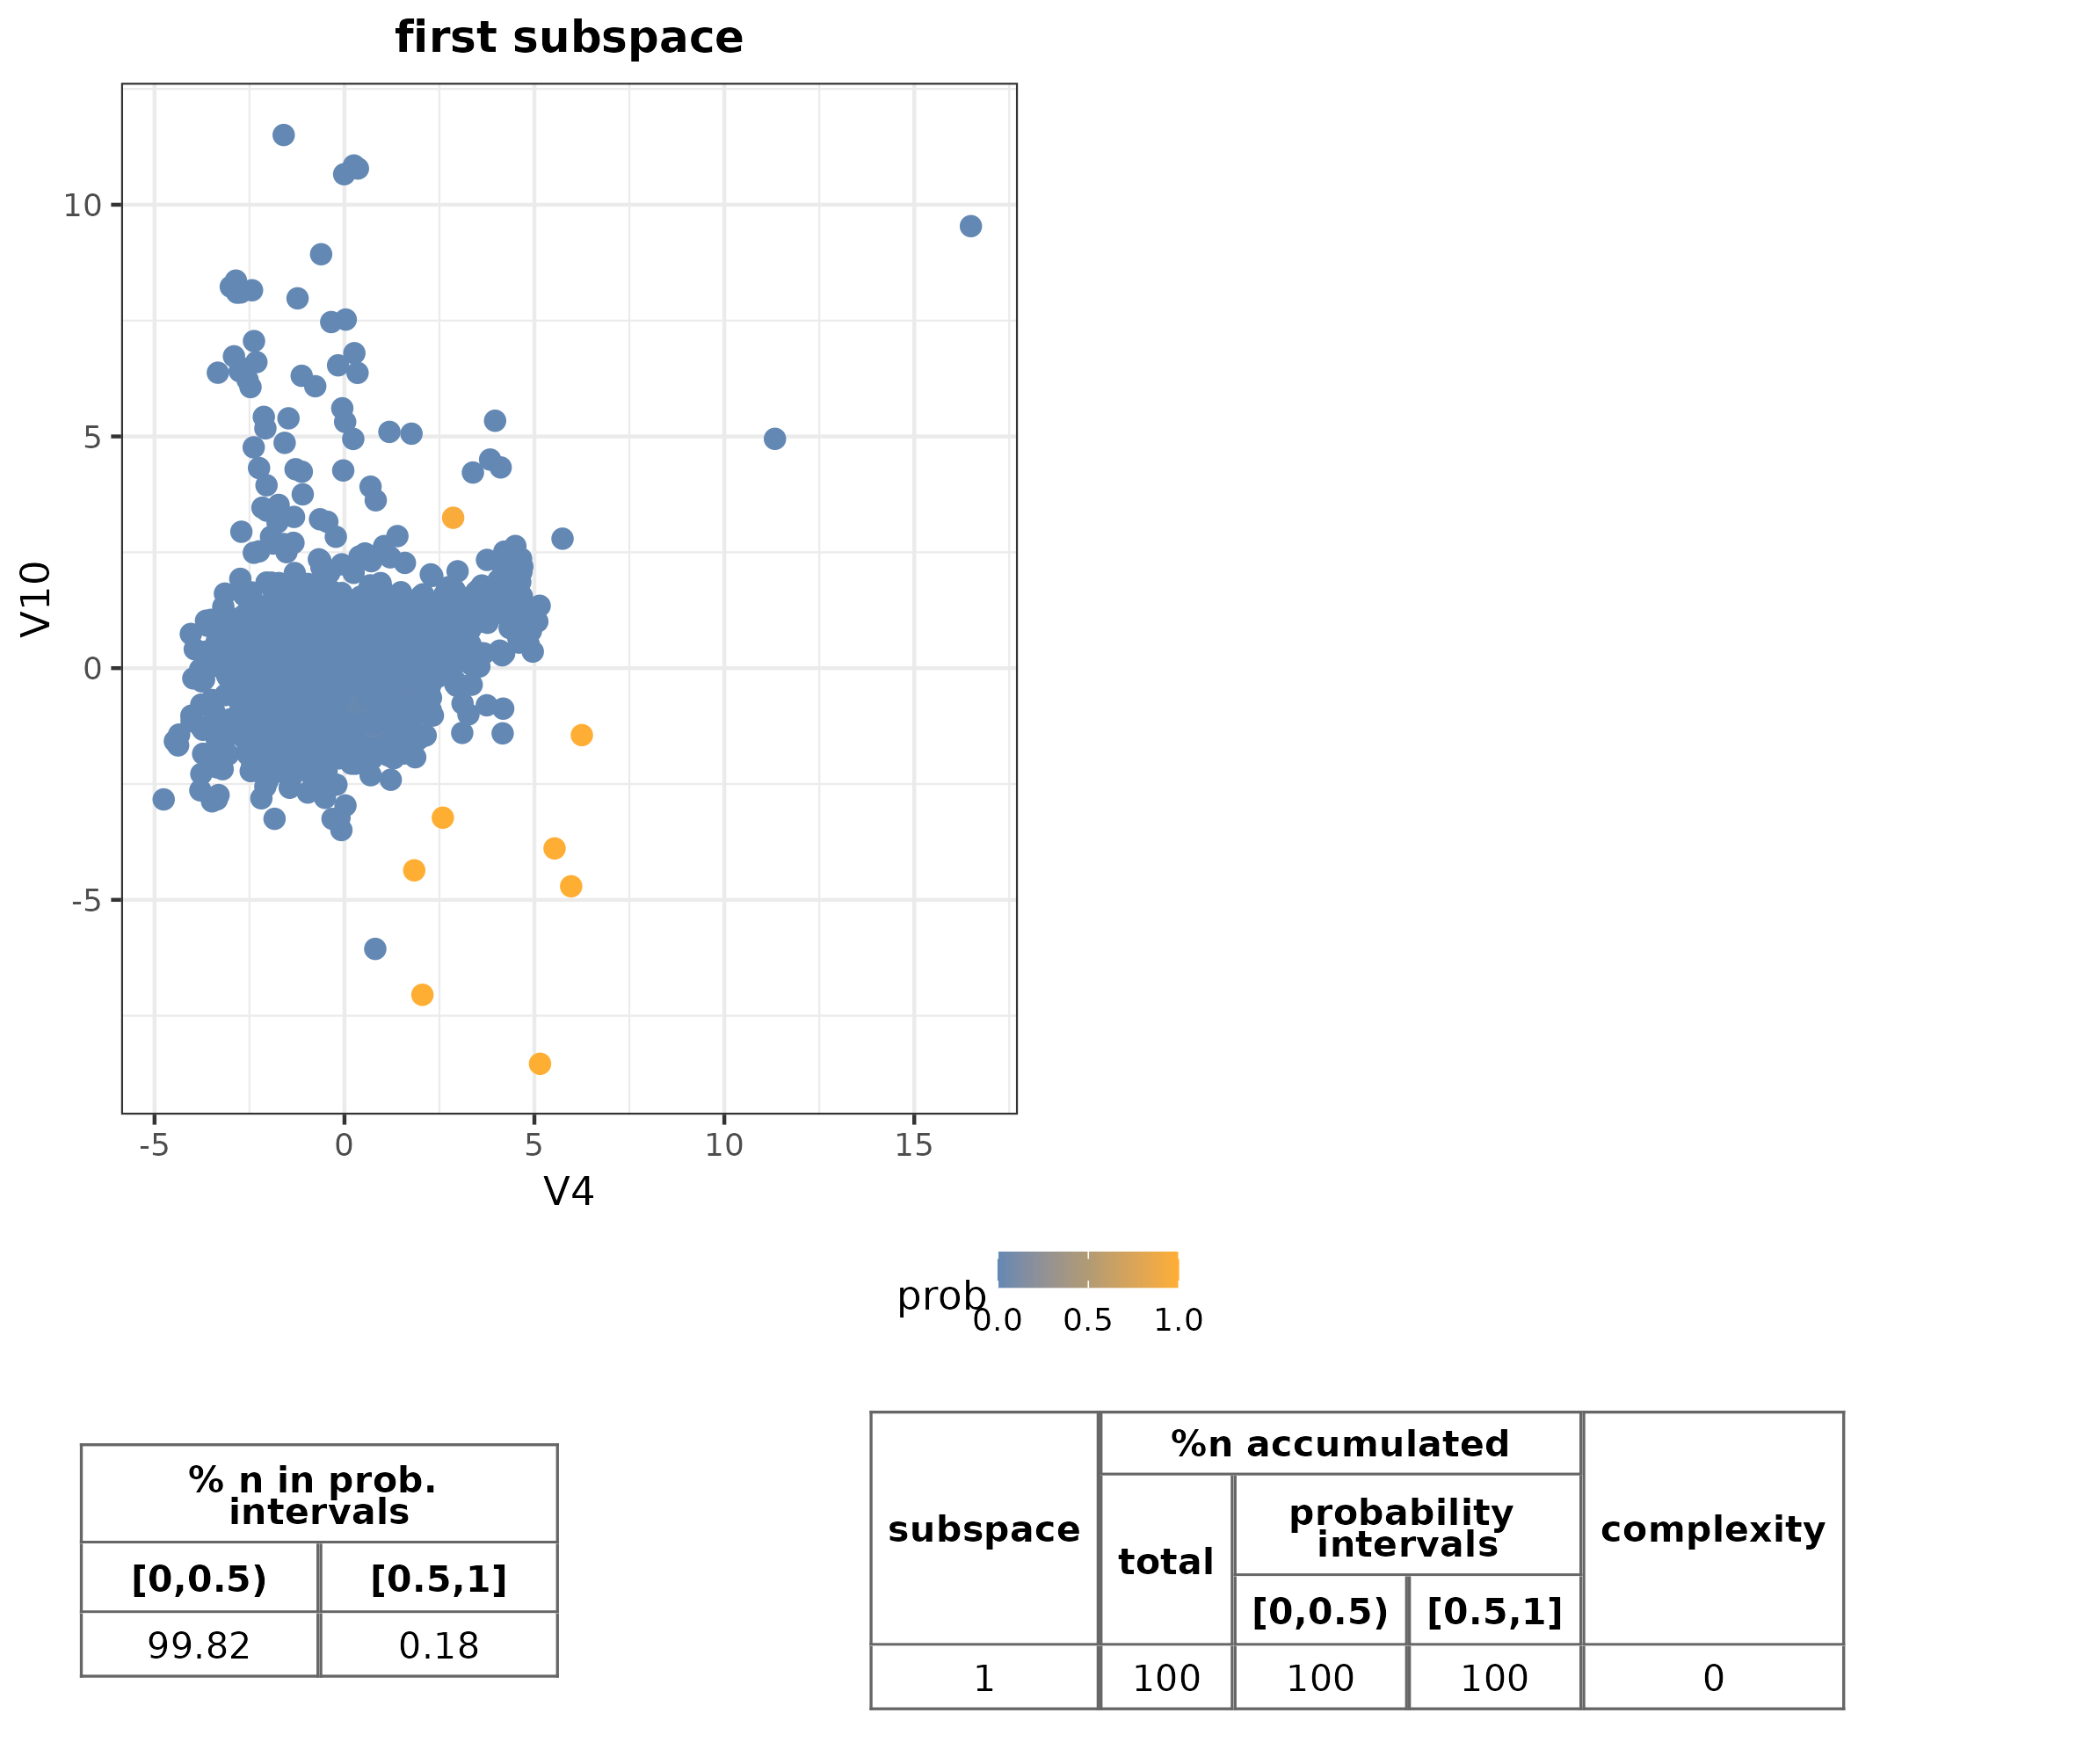 first subspace
V10
10
5
0
-5
-5 0 5 10 15
V4
prob
0.0 0.5 1.0
% n in prob.
intervals
[0,0.5) [0.5,1]
99.82 0.18
%n accumulated
subspace total probability
intervals complexity
[0,0.5) [0.5,1]
1 100 100 100 0